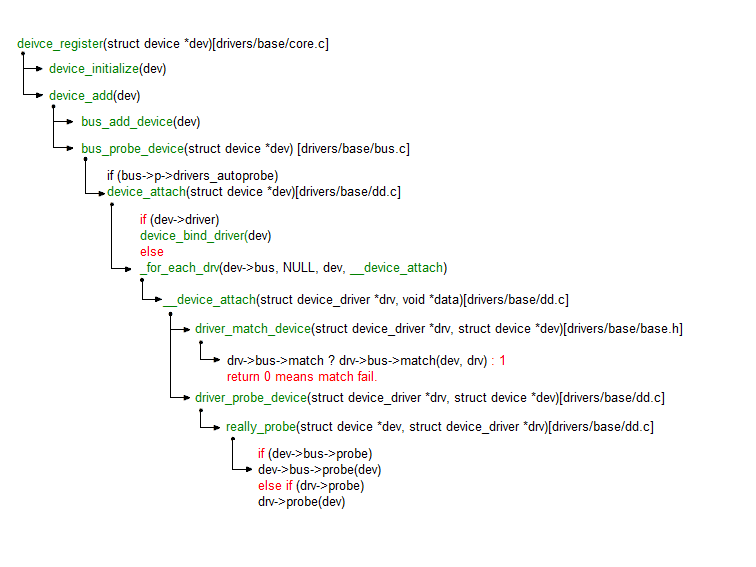 deivce_register(struct device *dev)[drivers/base/core.c]
device_initialize(dev)
device_add(dev)
bus_add_device(dev)
bus_probe_device(struct device *dev) [drivers/base/bus.c]
if (bus->p->drivers_autoprobe)
device_attach(struct device *dev)[drivers/base/dd.c]
if (dev->driver)
device_bind_driver(dev)
else
_for_each_drv(dev->bus, NULL, dev, __device_attach)
__device_attach(struct device_driver *drv, void *data)[drivers/base/dd.c]
driver_match_device(struct device_driver *drv, struct device *dev)[drivers/base/base.h]
drv->bus->match ? drv->bus->match(dev, drv) : 1
return 0 means match fail.
driver_probe_device(struct device_driver *drv, struct device *dev)[drivers/base/dd.c]
really_probe(struct device *dev, struct device_driver *drv)[drivers/base/dd.c]
if (dev->bus->probe)
dev->bus->probe(dev)
else if (drv->probe)
drv->probe(dev)